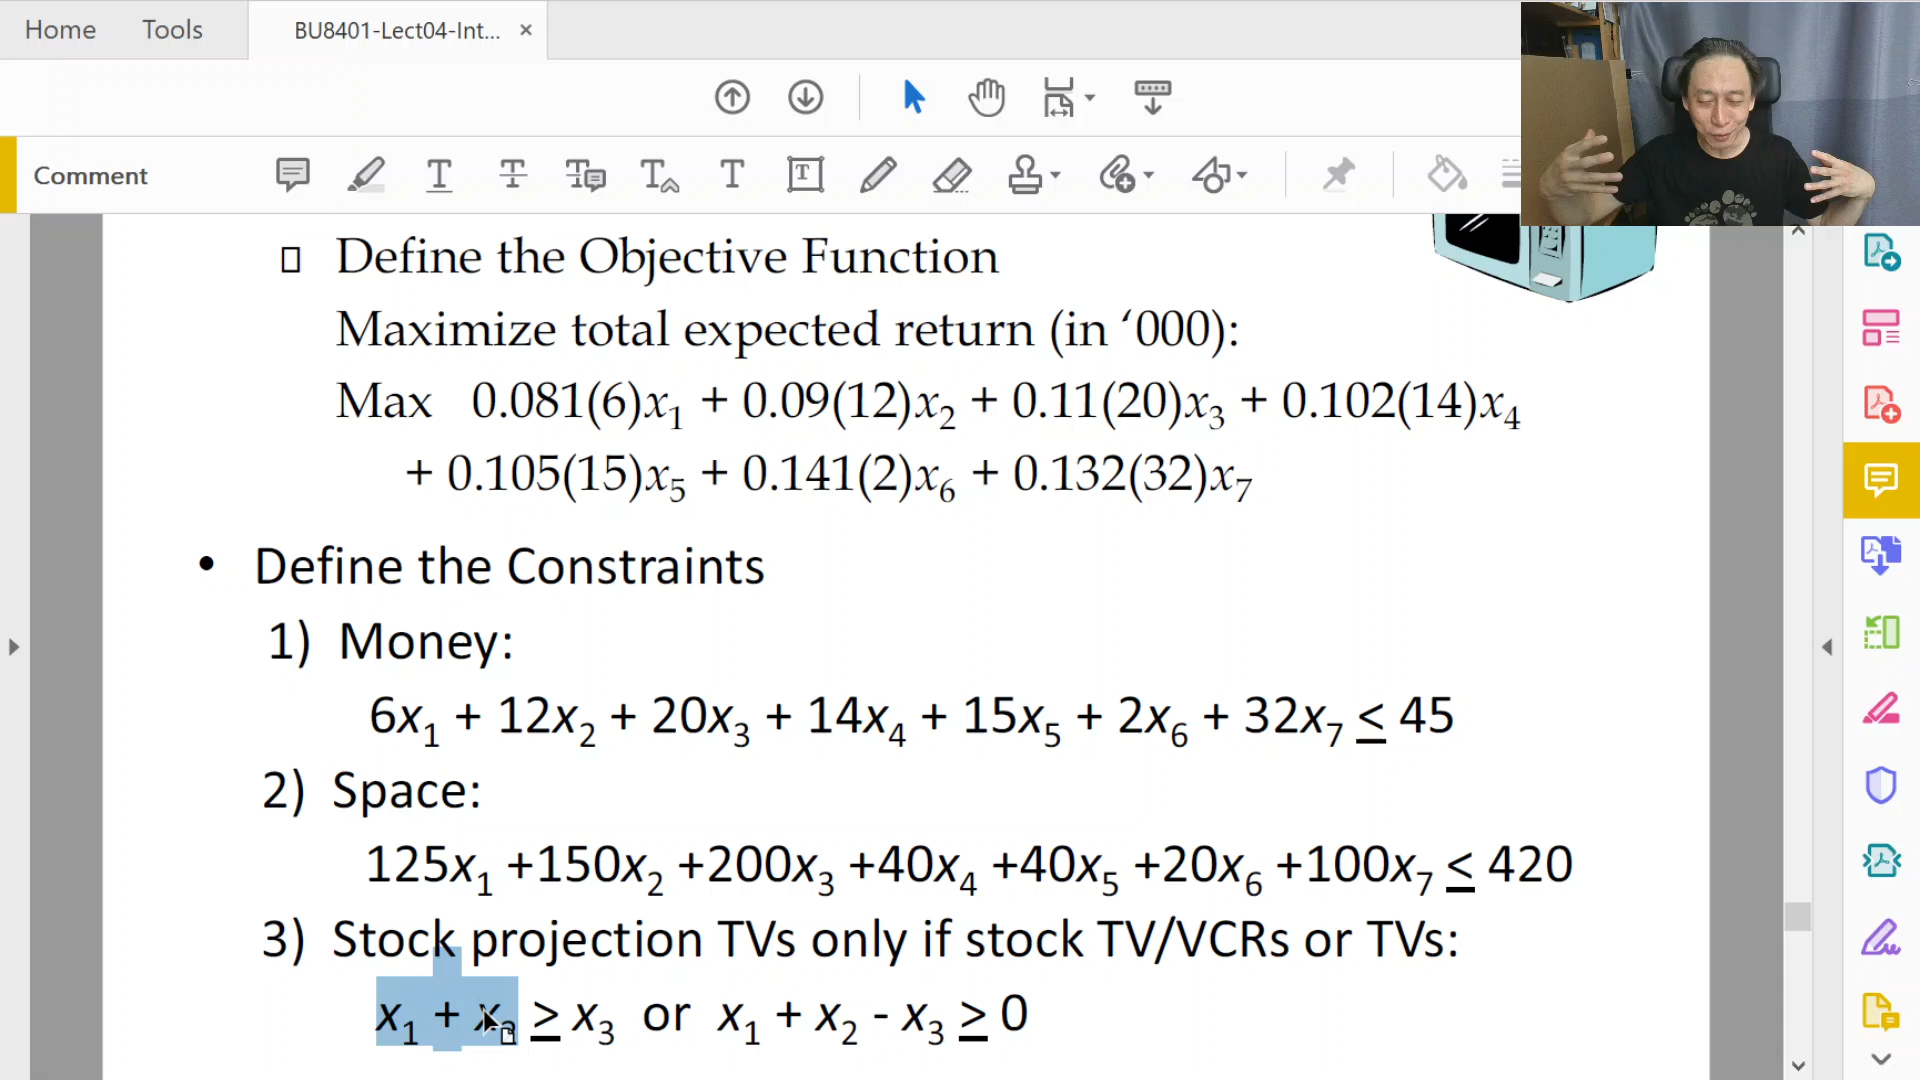 Home Tools BU8401-Lect04-Int... ×
Comment
Define the Objective Function
Maximize total expected return (in ‘000):
Max 0.081(6)x₁ + 0.09(12)x₂ + 0.11(20)x₃ + 0.102(14)x₄
+ 0.105(15)x₅ + 0.141(2)x₆ + 0.132(32)x₇
• Define the Constraints
1) Money:
6x₁ + 12x₂ + 20x₃ + 14x₄ + 15x₅ + 2x₆ + 32x₇ ≤ 45
2) Space:
125x₁ +150x₂ +200x₃ +40x₄ +40x₅ +20x₆ +100x₇ ≤ 420
3) Stock projection TVs only if stock TV/VCRs or TVs:
x₁ + x₂ ≥ x₃ or x₁ + x₂ - x₃ ≥ 0